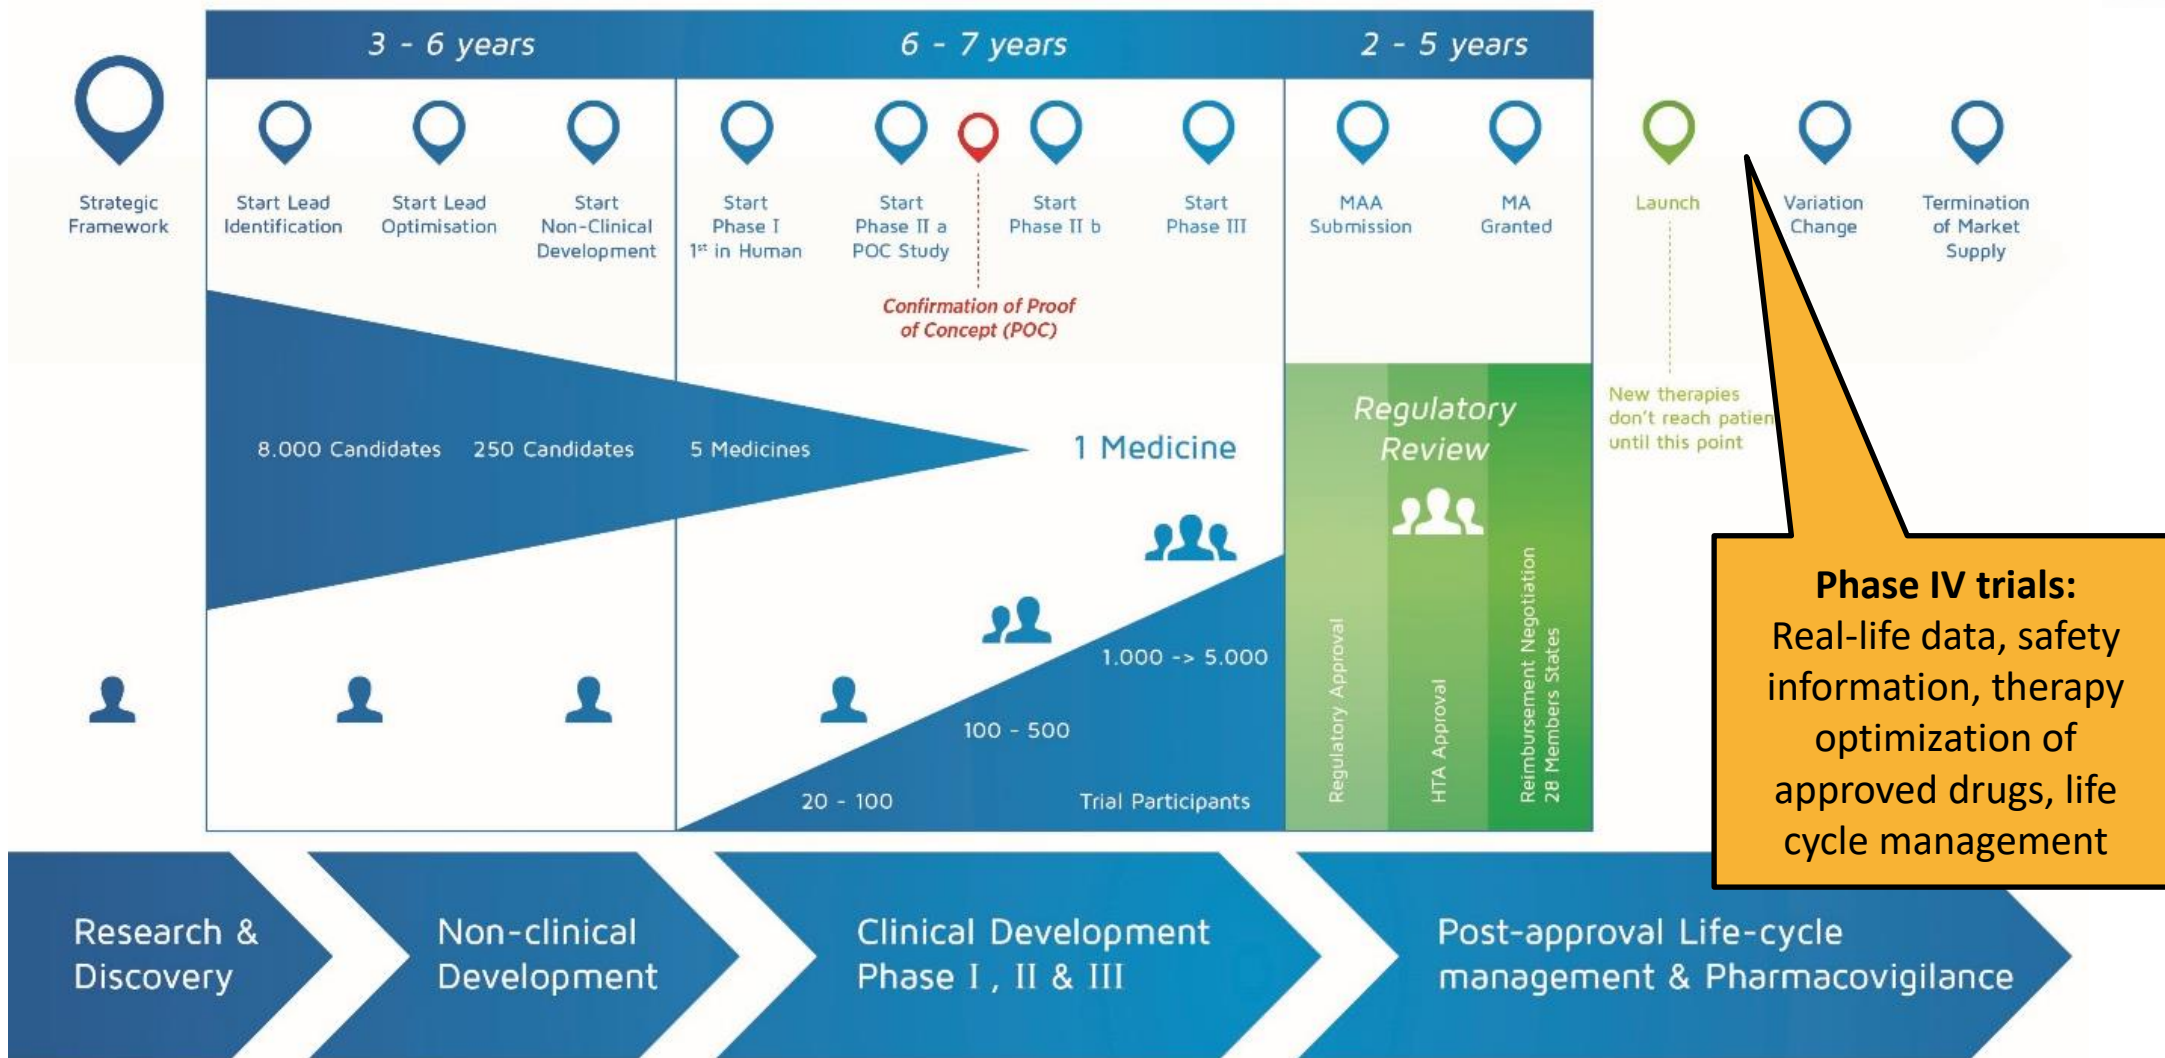 3 - 6 years
6 - 7 years
2 - 5 years
Strategic
Framework
Start Lead
Identification
Start Lead
Optimisation
Start
Non-Clinical
Development
Start
Phase I
1st in Human
Start
Phase II a
POC Study
Start
Phase II b
Start
Phase III
MAA
Submission
MA
Granted
Launch
Variation
Change
Termination
of Market
Supply
Confirmation of Proof
of Concept (POC)
New therapies
don't reach patien
until this point
8.000 Candidates
250 Candidates
5 Medicines
1 Medicine
Regulatory
Review
Regulatory Approval
HTA Approval
Reimbursement Negotiation
28 Members States
1.000 -> 5.000
100 - 500
20 - 100
Trial Participants
Phase IV trials:
Real-life data, safety
information, therapy
optimization of
approved drugs, life
cycle management
Research &
Discovery
Non-clinical
Development
Clinical Development
Phase I , II & III
Post-approval Life-cycle
management & Pharmacovigilance